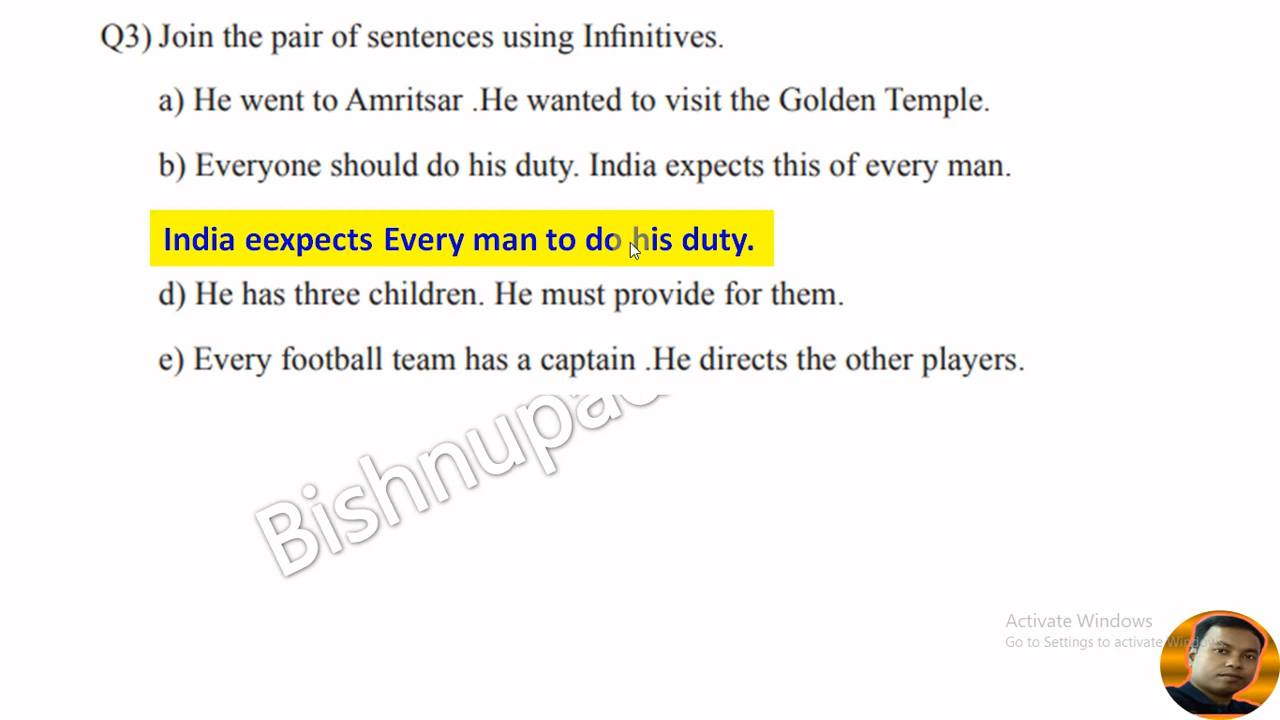 Q3) Join the pair of sentences using Infinitives.
a) He went to Amritsar .He wanted to visit the Golden Temple.
b) Everyone should do his duty. India expects this of every man.
India eexpects Every man to do his duty.
d) He has three children. He must provide for them.
e) Every football team has a captain .He directs the other players.
Activate Windows
Go to Settings to activate Windows